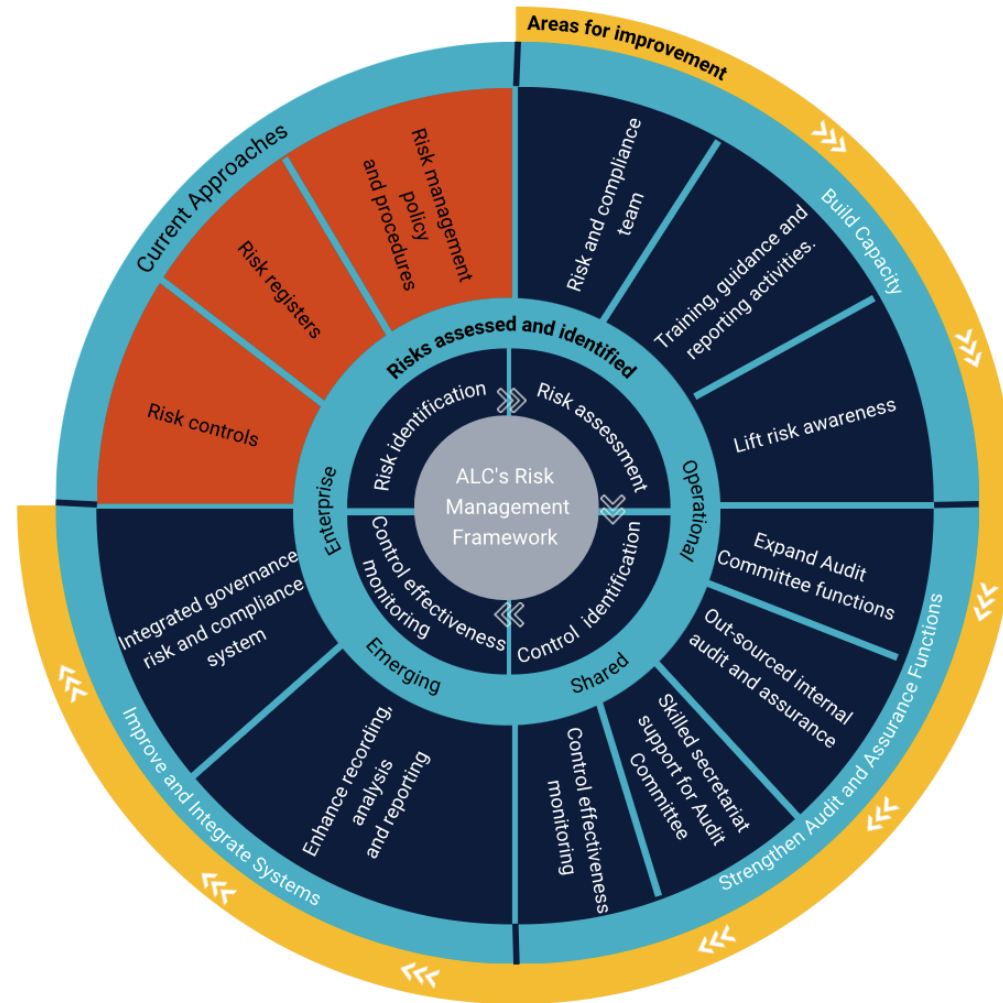 Areas for improvement
Current Approaches
Risk controls
Risk registers
Risk management
policy
and procedures
Build Capacity
Risk and compliance
team
Training, guidance and
reporting activities.
Lift risk awareness
Strengthen Audit and Assurance Functions
Expand Audit
Committee functions
Out-sourced internal
audit and assurance
Skilled secretariat
support for Audit
Committee
Control effectiveness
monitoring
Improve and Integrate Systems
Enhance recording,
analysis
and reporting
Integrated governance
risk and compliance
system
Risks assessed and identified
Enterprise
Operational
Shared
Emerging
Risk identification
Risk assessment
Control identification
Control effectiveness
monitoring
ALC's Risk
Management
Framework